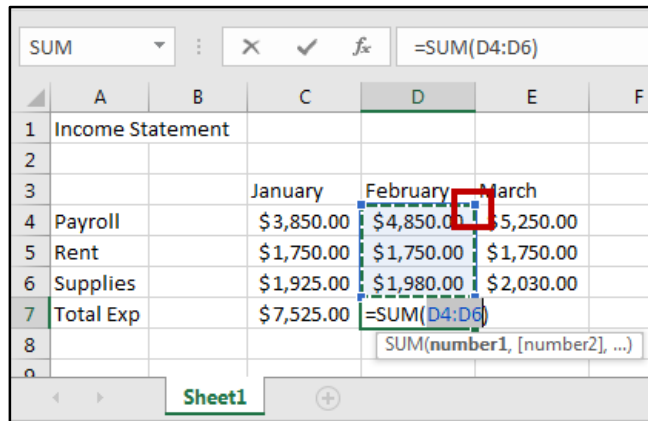 SUM fx =SUM(D4:D6)
A B C D E F
1 Income Statement
2
3 January February March
4 Payroll $3,850.00 $4,850.00 $5,250.00
5 Rent $1,750.00 $1,750.00 $1,750.00
6 Supplies $1,925.00 $1,980.00 $2,030.00
7 Total Exp $7,525.00 =SUM(D4:D6)
8 SUM(number1, [number2], ...)
9
Sheet1